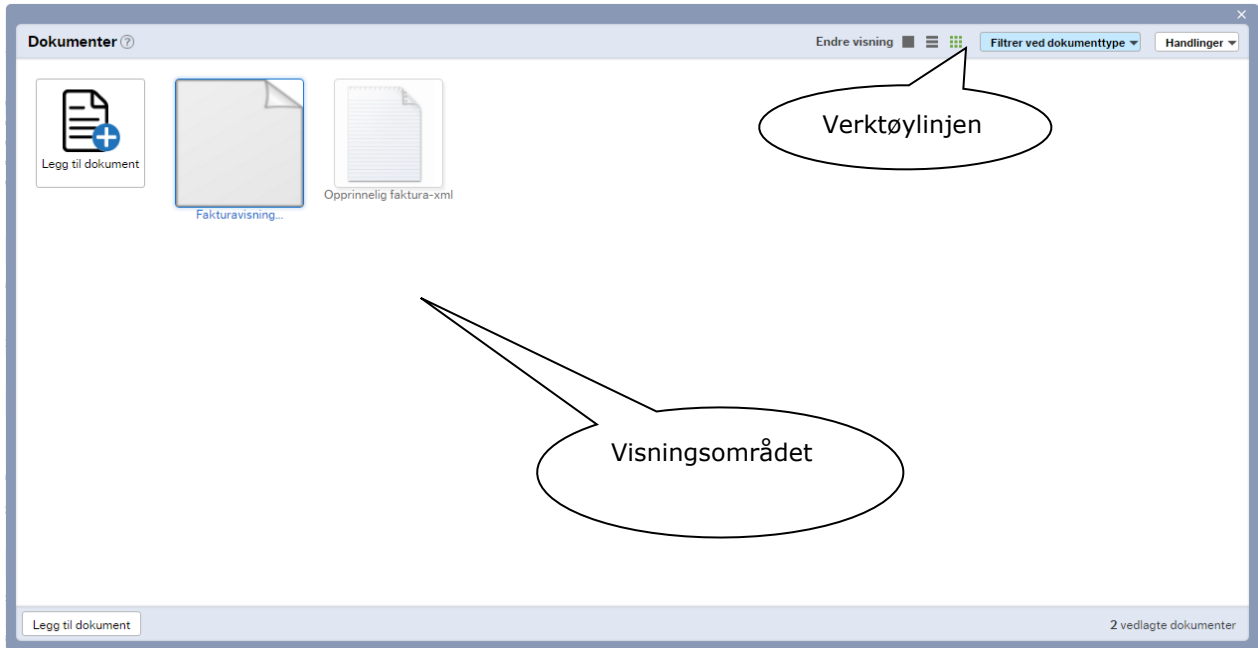 Dokumenter
Endre visning
Filtrer ved dokumenttype
Handlinger
Verktøylinjen
Legg til dokument
Fakturavisning...
Opprinnelig faktura-xml
Visningsområdet
Legg til dokument
2 vedlagte dokumenter